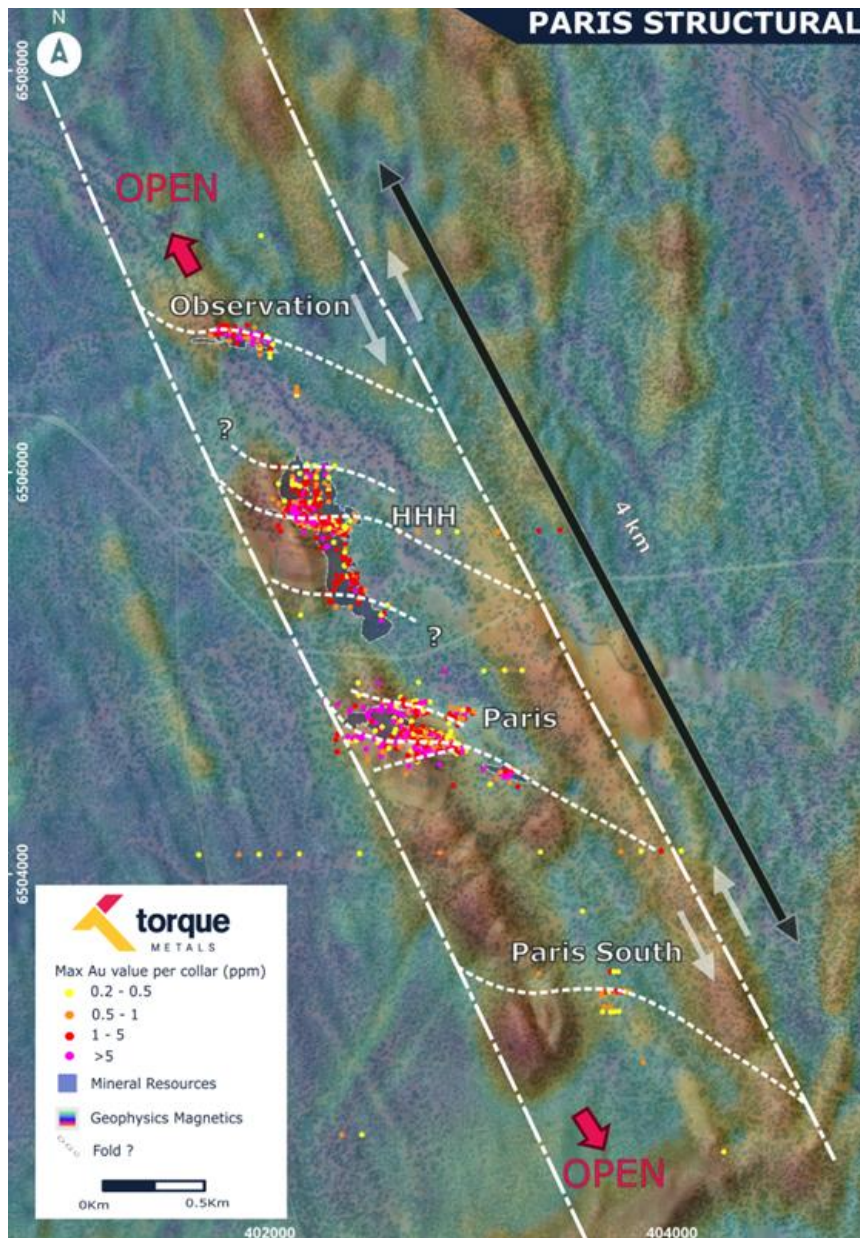 PARIS STRUCTURAL
N
6508000
OPEN
Observation
?
6506000
HHH
4 km
?
Paris
6504000
Paris South
torque
METALS
Max Au value per collar (ppm)
0.2 - 0.5
0.5 - 1
1 - 5
>5
Mineral Resources
Geophysics Magnetics
Fold ?
0Km
0.5Km
OPEN
402000
404000